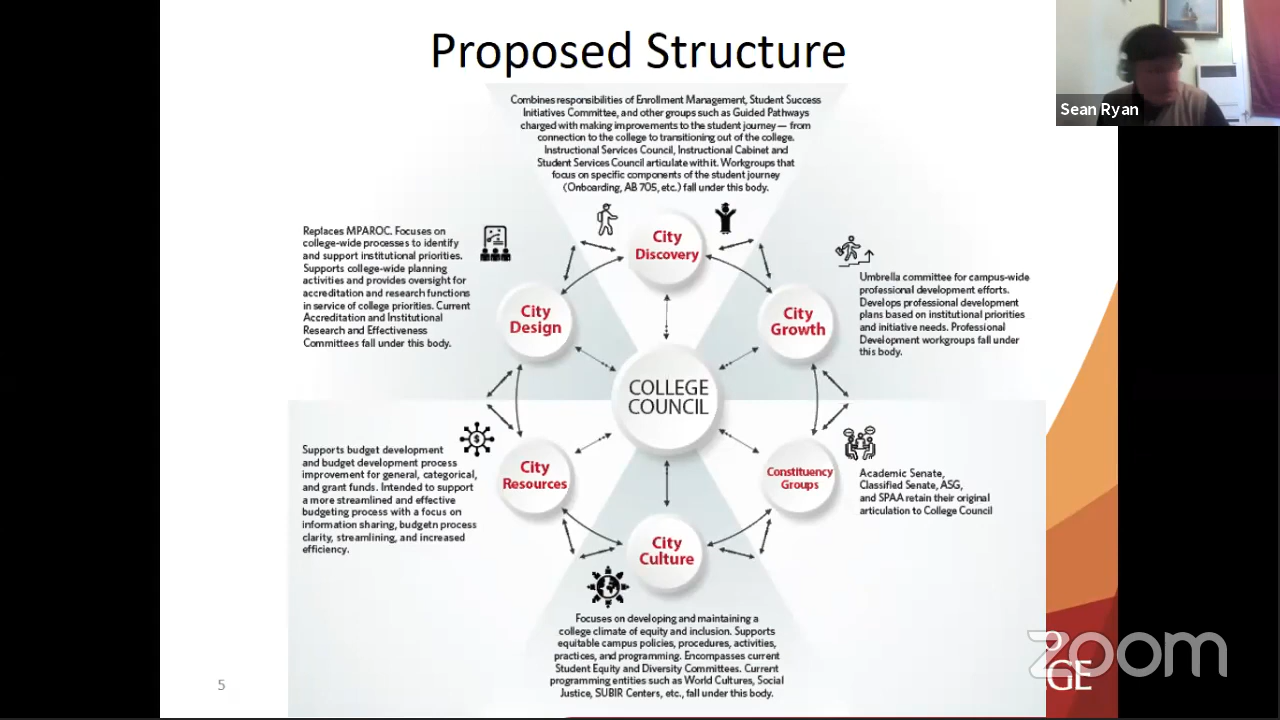 Proposed Structure
Sean Ryan
Combines responsibilities of Enrollment Management, Student Success
Initiatives Committee, and other groups such as Guided Pathways
charged with making improvements to the student journey — from
connection to the college to transitioning out of the college.
Instructional Services Council, Instructional Cabinet and
Student Services Council articulate with it. Workgroups that
focus on specific components of the student journey
(Onboarding, AB 705, etc.) fall under this body.
City
Discovery
Replaces MPAROC. Focuses on
college-wide processes to identify
and support institutional priorities.
Supports college-wide planning
activities and provides oversight for
accreditation and research functions
in service of college priorities. Current
Accreditation and Institutional
Research and Effectiveness
Committees fall under this body.
City
Design
City
Growth
Umbrella committee for campus-wide
professional development efforts.
Develops professional development
plans based on institutional priorities
and initiative needs. Professional
Development workgroups fall under
this body.
COLLEGE
COUNCIL
Supports budget development
and budget development process
improvement for general, categorical,
and grant funds. Intended to support
a more streamlined and effective
budgeting process with a focus on
information sharing, budgetn process
clarity, streamlining, and increased
efficiency.
City
Resources
Constituency
Groups
Academic Senate,
Classified Senate, ASG,
and SPAA retain their original
articulation to College Council
City
Culture
Focuses on developing and maintaining a
college climate of equity and inclusion. Supports
equitable campus policies, procedures, activities,
practices, and programming. Encompasses current
Student Equity and Diversity Committees. Current
programming entities such as World Cultures, Social
Justice, SUBIR Centers, etc., fall under this body.
5
zoom
GE